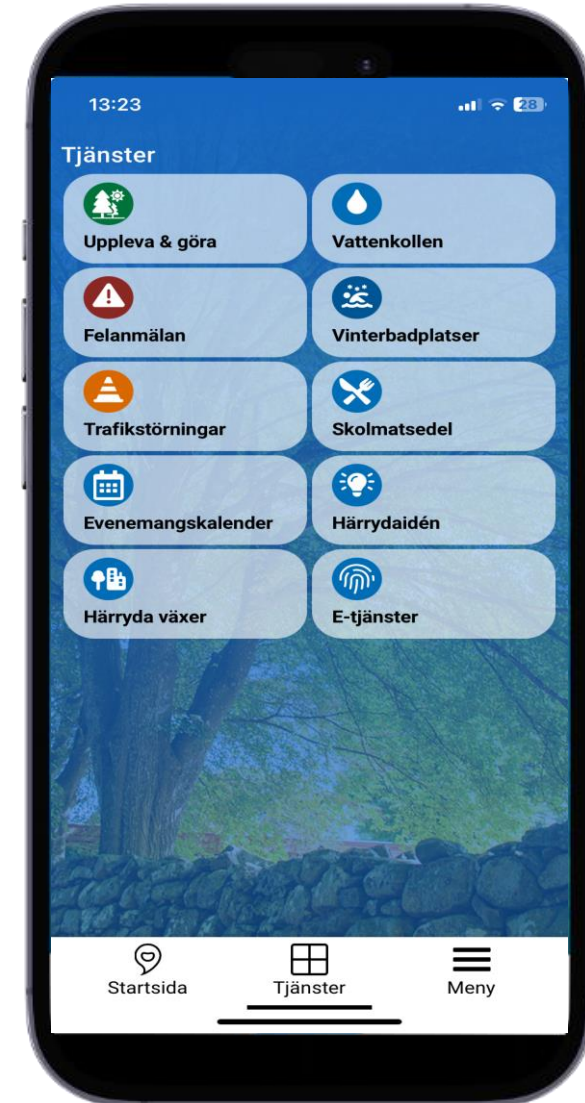 13:23
28
Tjänster
Uppleva & göra
Vattenkollen
Felanmälan
Vinterbadplatser
Trafikstörningar
Skolmatsedel
Evenemangskalender
Härrydaidén
Härryda växer
E-tjänster
Startsida
Tjänster
Meny